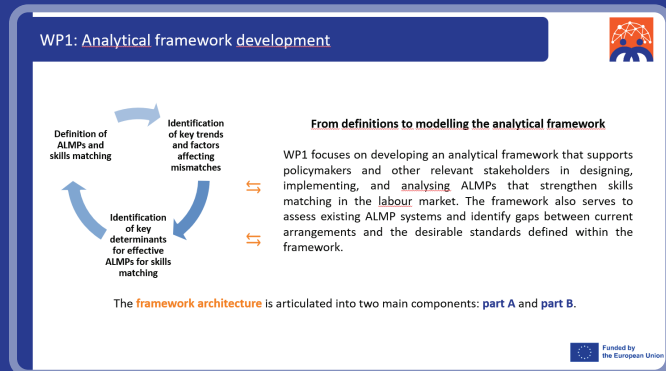 WP1: Analytical framework development
Definition of
ALMPs and
skills matching
Identification
of key trends
and factors
affecting
mismatches
Identification
of key
determinants
for effective
ALMPs for skills
matching
From definitions to modelling the analytical framework
WP1 focuses on developing an analytical framework that supports
policymakers and other relevant stakeholders in designing,
implementing, and analysing ALMPs that strengthen skills
matching in the labour market. The framework also serves to
assess existing ALMP systems and identify gaps between current
arrangements and the desirable standards defined within the
framework.
The framework architecture is articulated into two main components: part A and part B.
Funded by
the European Union